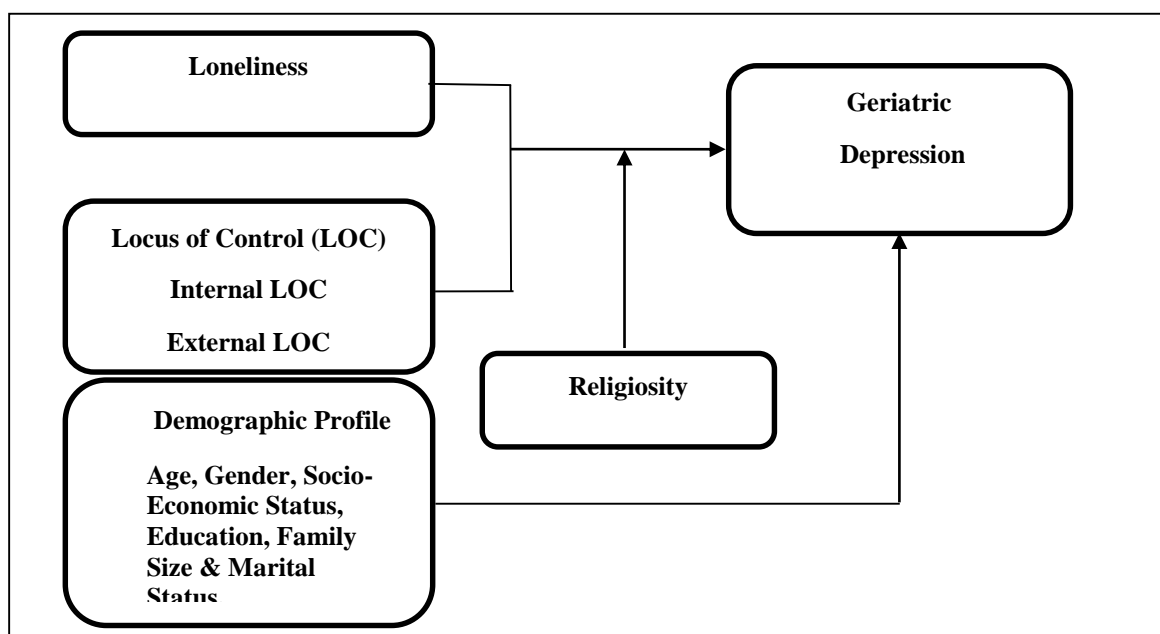 Loneliness
Geriatric
Depression
Locus of Control (LOC)
Internal LOC
External LOC
Religiosity
Demographic Profile
Age, Gender, Socio-
Economic Status,
Education, Family
Size & Marital
Status